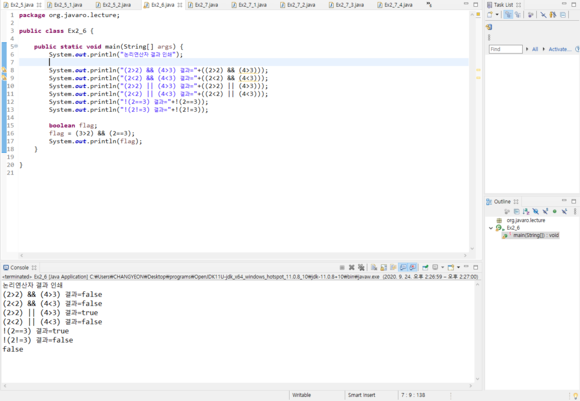 Ex2_5.java
Ex2_5_1.java
Ex2_5_2.java
Ex2_6.java
Ex2_7.java
Ex2_7_1.java
Ex2_7_2.java
Ex2_7_3.java
Ex2_7_4.java
1 package org.javaro.lecture;
2
3 public class Ex2_6 {
4
5 public static void main(String[] args) {
6 System.out.println("논리연산자 결과 인쇄");
7
8 System.out.println("(2>2) && (4>3) 결과="+((2>2) && (4>3)));
9 System.out.println("(2<2) && (4<3) 결과="+((2<2) && (4<3)));
10 System.out.println("(2>2) || (4>3) 결과="+((2>2) || (4>3)));
11 System.out.println("(2<2) || (4<3) 결과="+((2<2) || (4<3)));
12 System.out.println("!(2==3) 결과="+!(2==3));
13 System.out.println("!(2!=3) 결과="+!(2!=3));
14
15 boolean flag;
16 flag = (3>2) && (2==3);
17 System.out.println(flag);
18 }
19
20 }
21
Task List
Find
All
Activate...
Outline
org.javaro.lecture
Ex2_6
main(String[]) : void
Console
<terminated> Ex2_6 [Java Application] C:\Users\CHANGYEON\Desktop\programs\OpenJDK11U-jdk_x64_windows_hotspot_11.0.8_10\jdk-11.0.8+10\bin\javaw.exe (2020. 9. 24. 오후 2:26:59 – 오후 2:27:00)
논리연산자 결과 인쇄
(2>2) && (4>3) 결과=false
(2<2) && (4<3) 결과=false
(2>2) || (4>3) 결과=true
(2<2) || (4<3) 결과=false
!(2==3) 결과=true
!(2!=3) 결과=false
false
Writable
Smart Insert
7 : 9 : 138